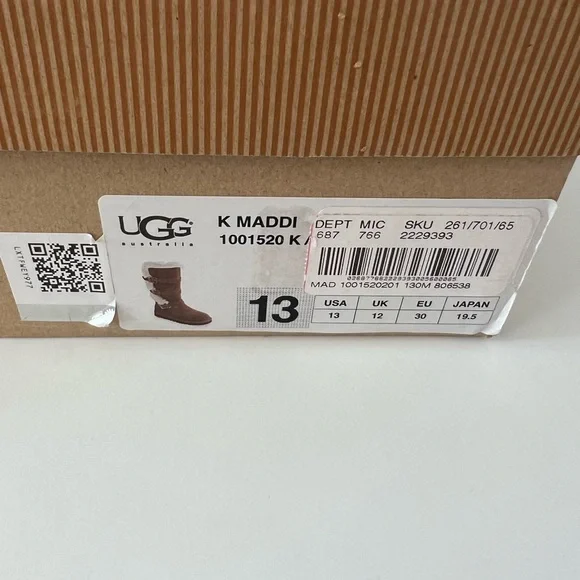 UGG
australia
K MADDI
1001520 K
DEPT MIC SKU 261/701/65
687 766 2229393
MAD 1001520201 130M 806538
13
USA UK EU JAPAN
13 12 30 19.5
LXTFWEEY977